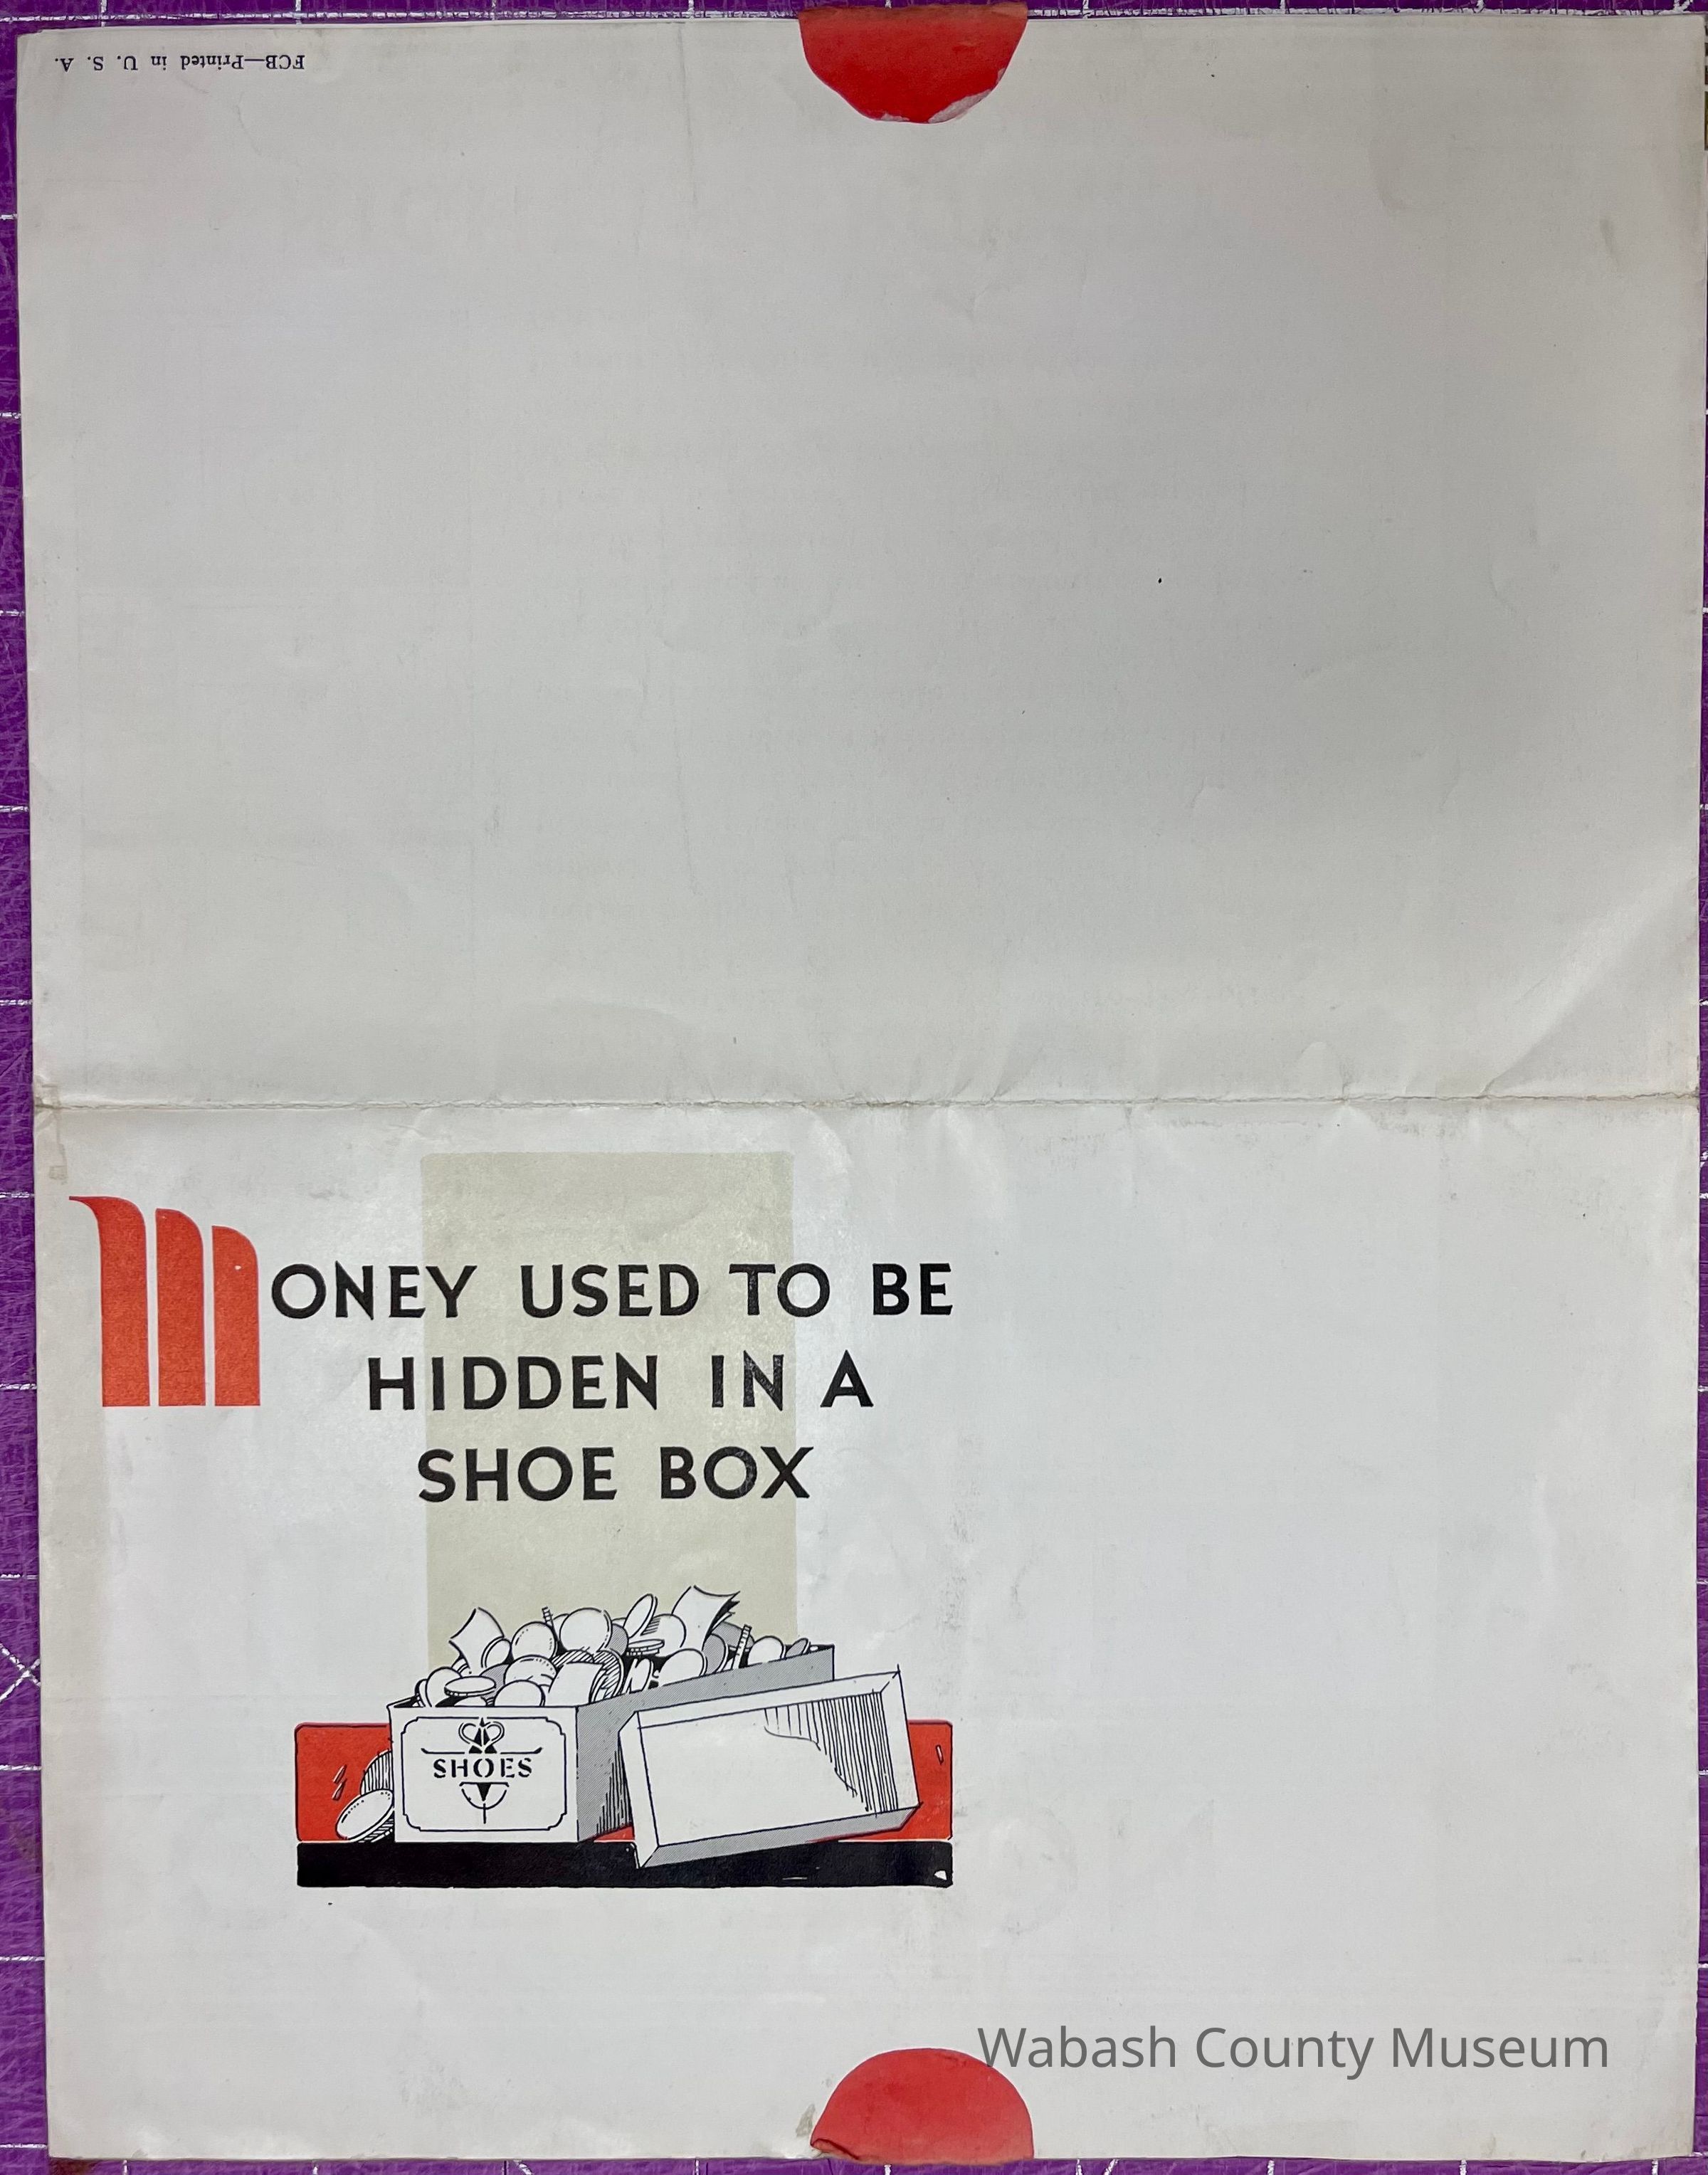 FCB—Printed in U. S. A.
MONEY USED TO BE
HIDDEN IN A
SHOE BOX
SHOES
Wabash County Museum